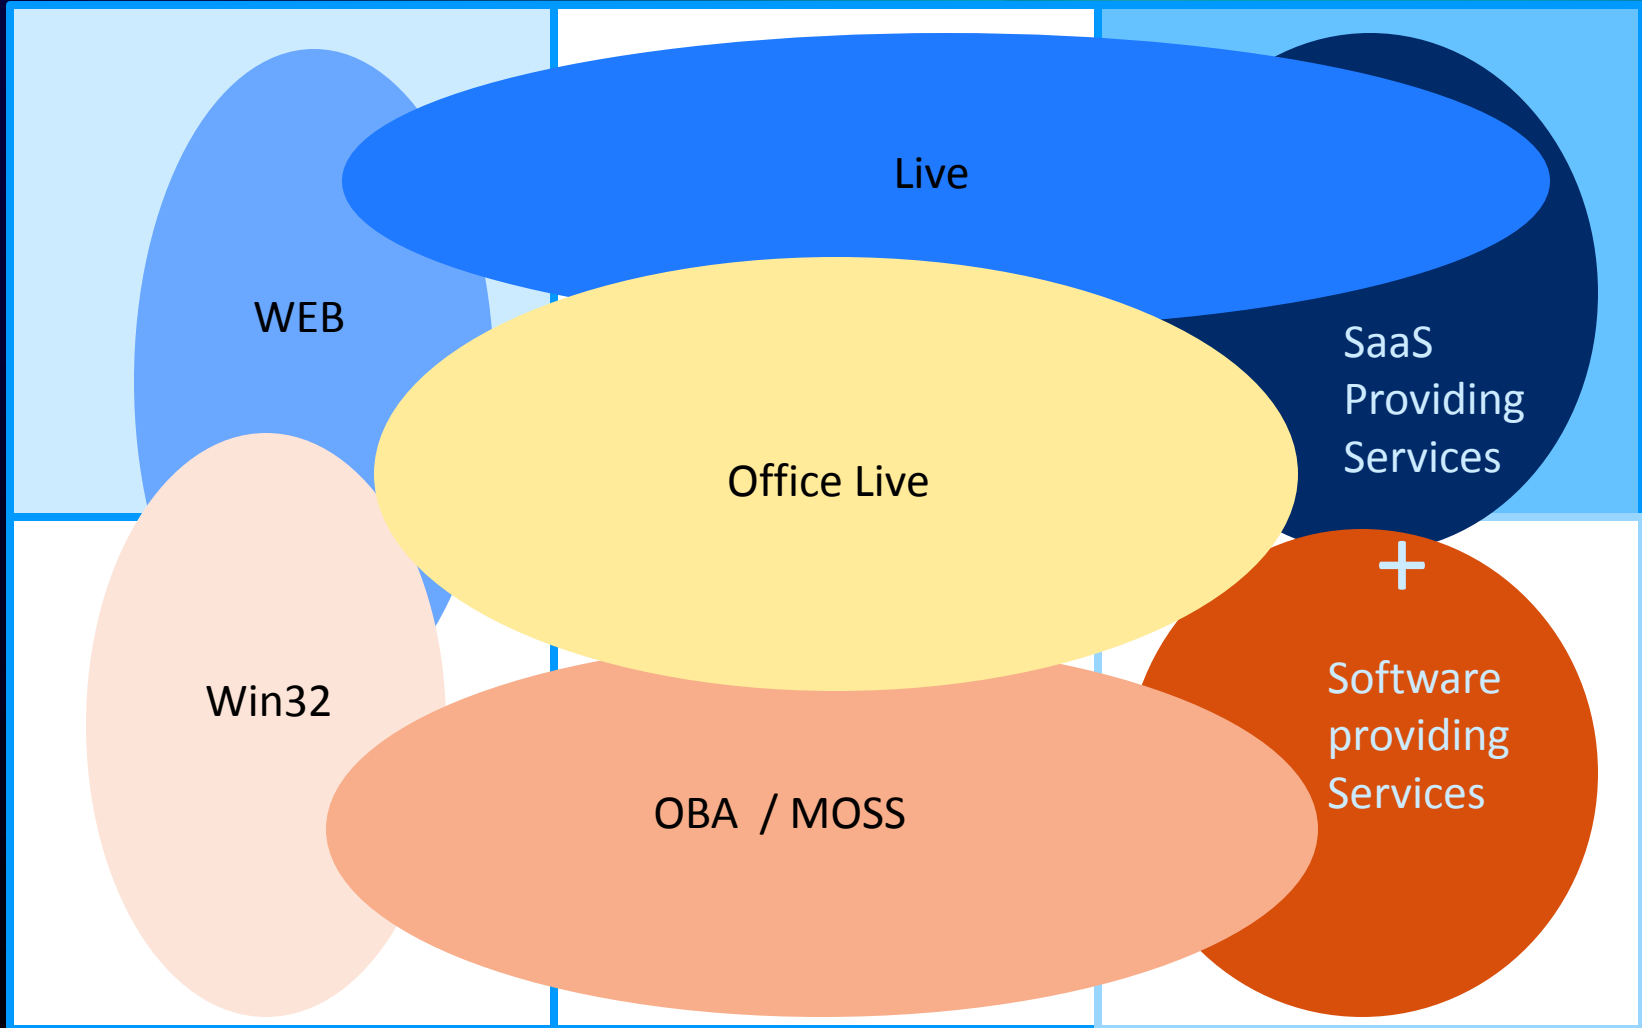 Live
WEB
SaaS
Providing
Services
Office Live
+
Win32
Software
providing
Services
OBA / MOSS